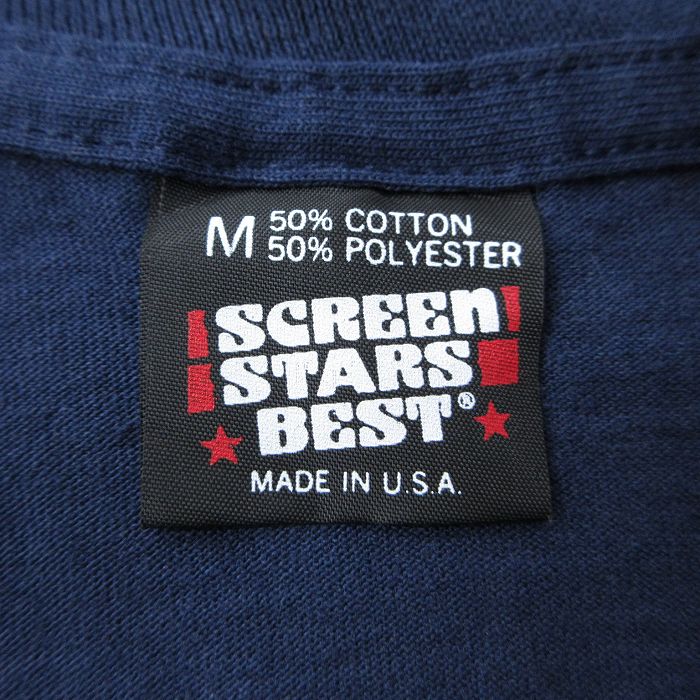 M 50% COTTON
50% POLYESTER
SCREEN
STARS
BEST®
MADE IN U.S.A.